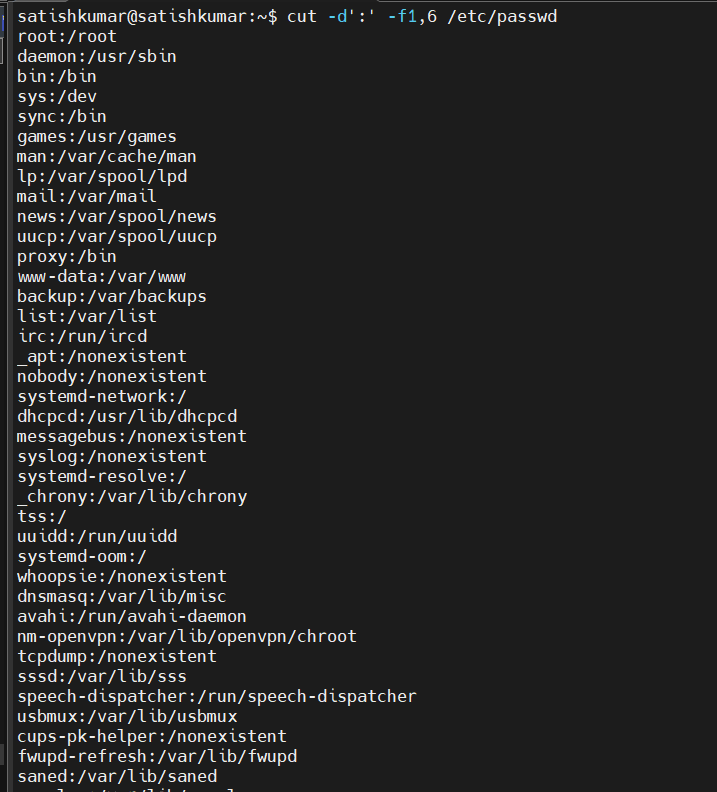 satishkumar@satishkumar:~$ cut -d':' -f1,6 /etc/passwd
root:/root
daemon:/usr/sbin
bin:/bin
sys:/dev
sync:/bin
games:/usr/games
man:/var/cache/man
lp:/var/spool/lpd
mail:/var/mail
news:/var/spool/news
uucp:/var/spool/uucp
proxy:/bin
www-data:/var/www
backup:/var/backups
list:/var/list
irc:/run/ircd
_apt:/nonexistent
nobody:/nonexistent
systemd-network:/
dhcpcd:/usr/lib/dhcpcd
messagebus:/nonexistent
syslog:/nonexistent
systemd-resolve:/
_chrony:/var/lib/chrony
tss:/
uuidd:/run/uuidd
systemd-oom:/
whoopsie:/nonexistent
dnsmasq:/var/lib/misc
avahi:/run/avahi-daemon
nm-openvpn:/var/lib/openvpn/chroot
tcpdump:/nonexistent
sssd:/var/lib/sss
speech-dispatcher:/run/speech-dispatcher
usbmux:/var/lib/usbmux
cups-pk-helper:/nonexistent
fwupd-refresh:/var/lib/fwupd
saned:/var/lib/saned